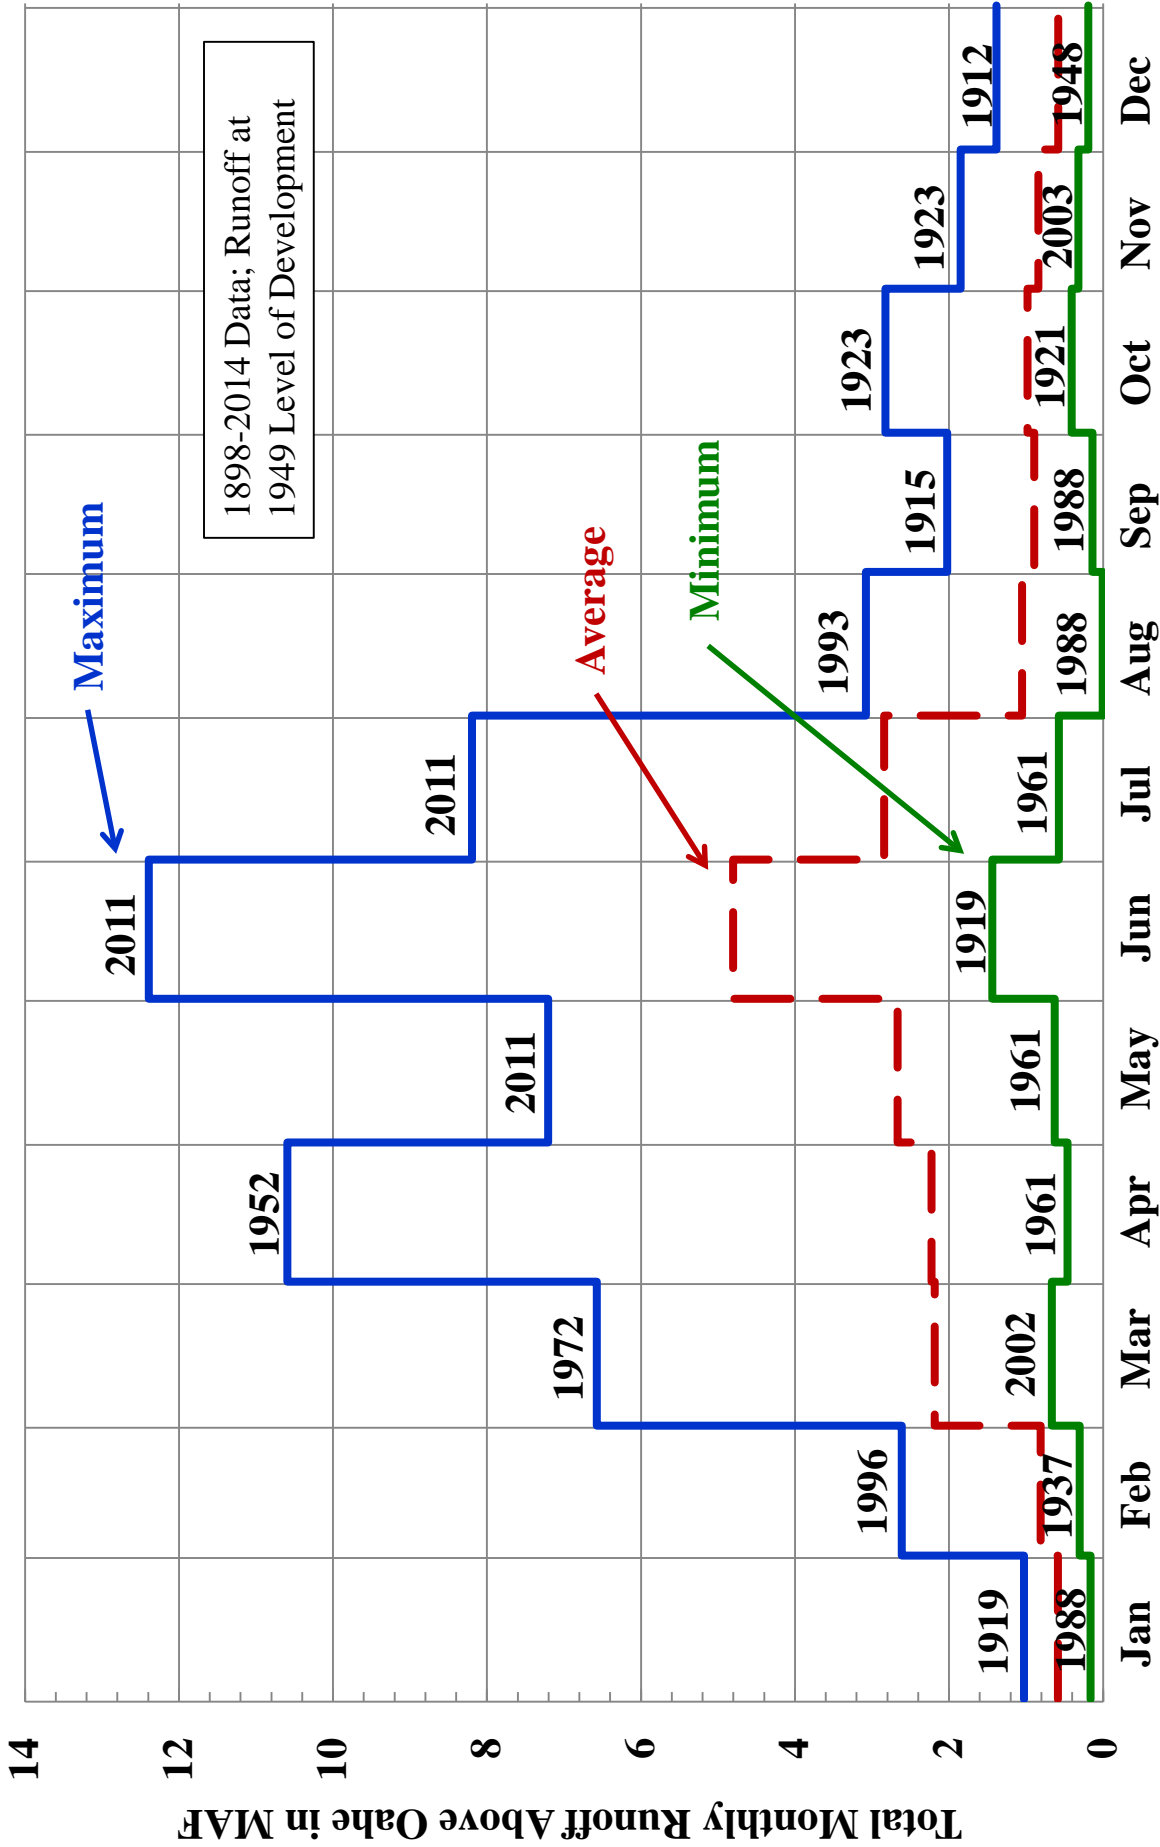 Total Monthly Runoff Above Oahe in MAF
14
12
10
8
6
4
2
0
Maximum
Average
Minimum
1898-2014 Data; Runoff at
1949 Level of Development
1919
1996
1972
1952
2011
2011
2011
1993
1915
1923
1923
1912
1988
1937
2002
1961
1961
1919
1961
1988
1988
1921
2003
1948
Jan
Feb
Mar
Apr
May
Jun
Jul
Aug
Sep
Oct
Nov
Dec